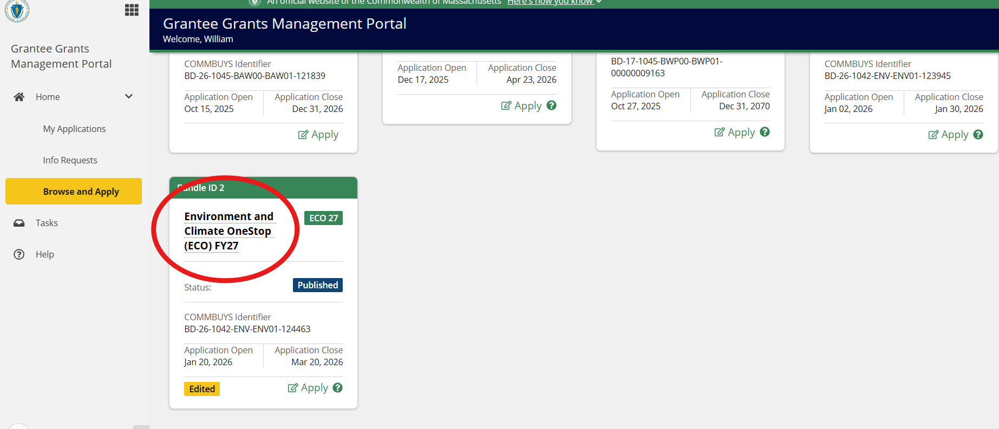 An official website of the Commonwealth of Massachusetts Here's how you know
Grantee Grants Management Portal
Welcome, William
Grantee Grants
Management Portal
Home
My Applications
Info Requests
Browse and Apply
Tasks
Help
COMMBUYS Identifier
BD-26-1045-BAW00-BAW01-121839
Application Open
Oct 15, 2025
Application Close
Dec 31, 2026
Apply
Application Open
Dec 17, 2025
Application Close
Apr 23, 2026
Apply
BD-17-1045-BWP00-BWP01-
00000009163
Application Open
Oct 27, 2025
Application Close
Dec 31, 2070
Apply
COMMBUYS Identifier
BD-26-1042-ENV-ENV01-123945
Application Open
Jan 02, 2026
Application Close
Jan 30, 2026
Apply
Bundle ID 2
Environment and
Climate OneStop
(ECO) FY27
ECO 27
Status:
Published
COMMBUYS Identifier
BD-26-1042-ENV-ENV01-124463
Application Open
Jan 20, 2026
Application Close
Mar 20, 2026
Edited
Apply